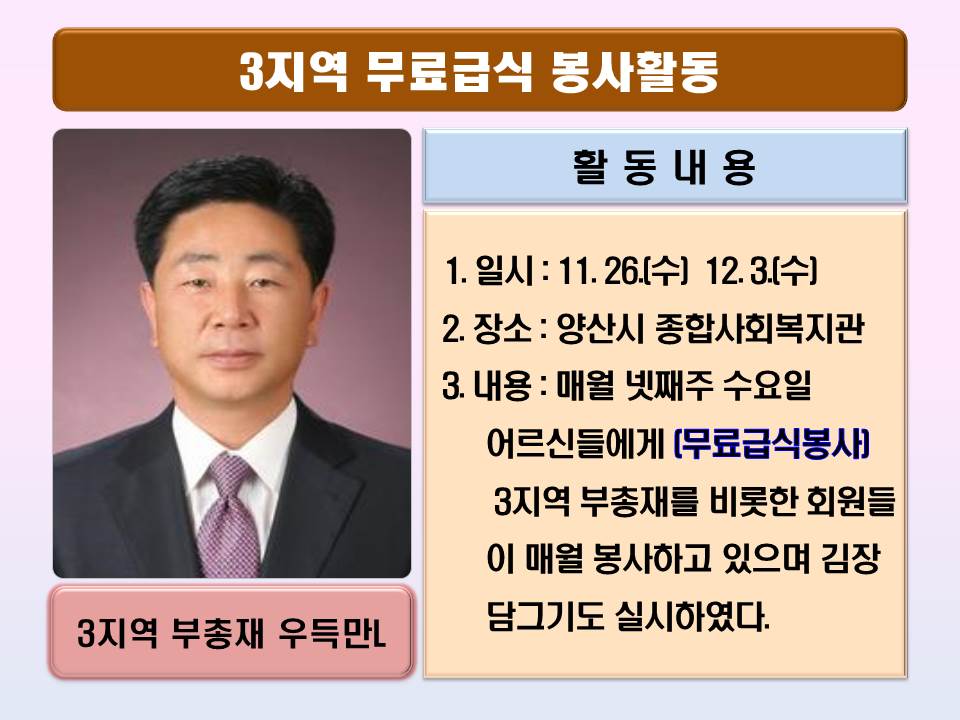 3지역 무료급식 봉사활동
활 동 내 용
1. 일시 : 11. 26.(수) 12. 3.(수)
2. 장소 : 양산시 종합사회복지관
3. 내용 : 매월 넷째주 수요일
어르신들에게 (무료급식봉사)
3지역 부총재를 비롯한 회원들
이 매월 봉사하고 있으며 김장
담그기도 실시하였다.
3지역 부총재 우득만L